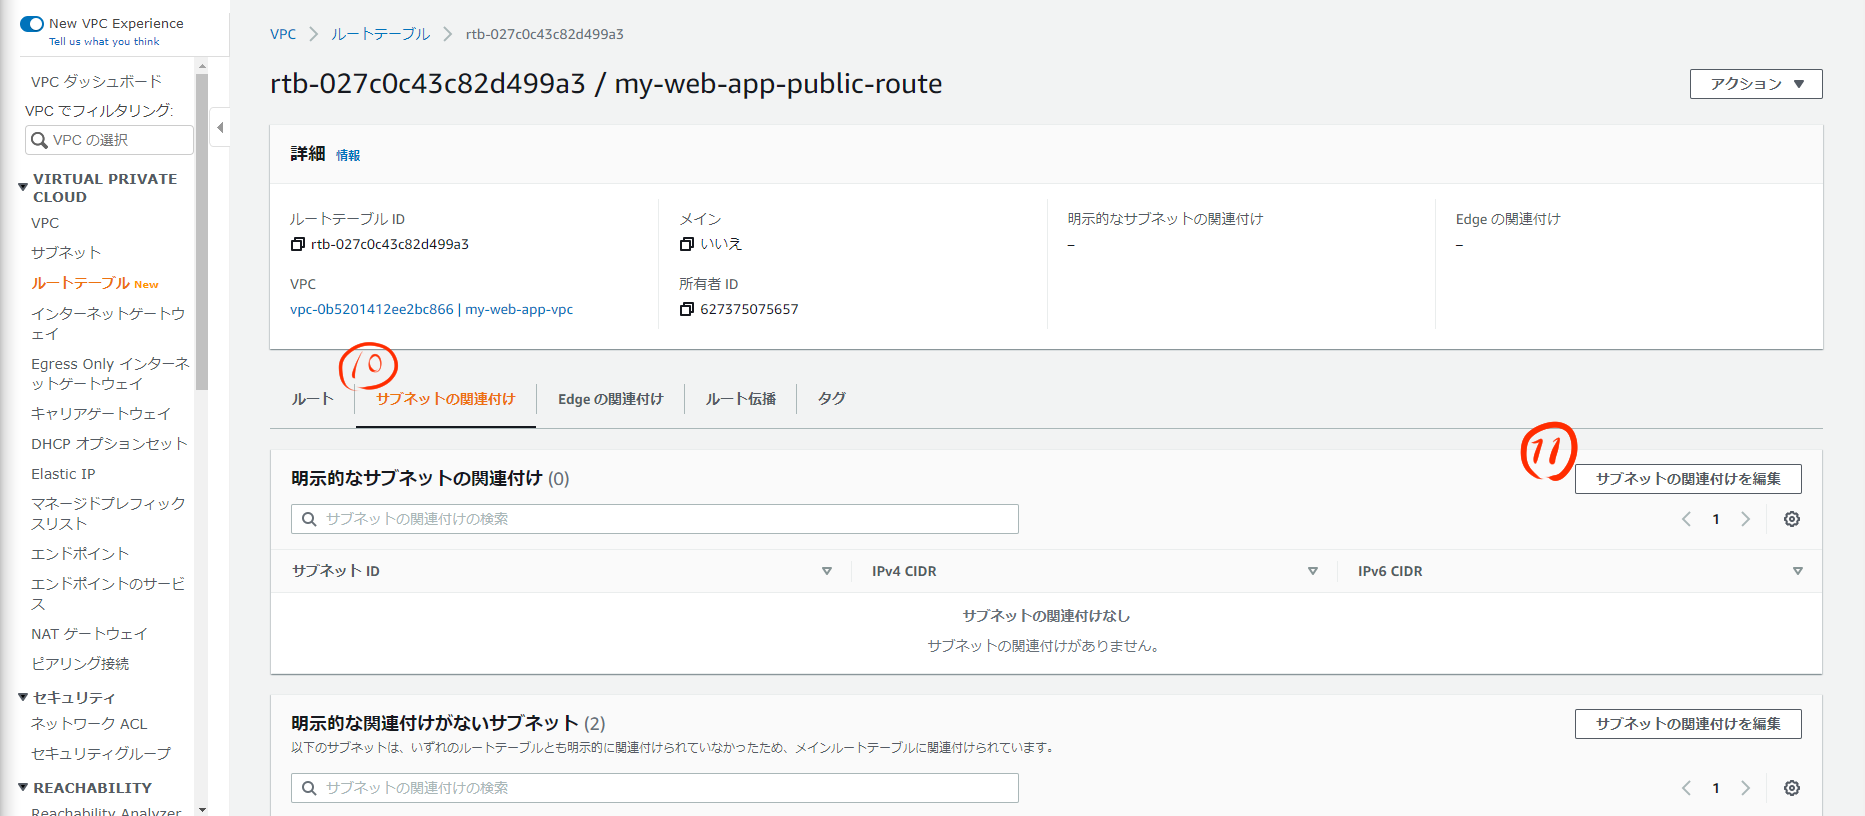 New VPC Experience
Tell us what you think
VPC ダッシュボード
VPC でフィルタリング:
VPC の選択
VIRTUAL PRIVATE
CLOUD
VPC
サブネット
ルートテーブル New
インターネットゲートウ
ェイ
Egress Only インターネ
ットゲートウェイ
キャリアゲートウェイ
DHCP オプションセット
Elastic IP
マネージドプレフィック
スリスト
エンドポイント
エンドポイントのサービ
ス
NAT ゲートウェイ
ピアリング接続
セキュリティ
ネットワーク ACL
セキュリティグループ
REACHABILITY
Reachability Analyzer
VPC > ルートテーブル > rtb-027c0c43c82d499a3
rtb-027c0c43c82d499a3 / my-web-app-public-route
アクション ▼
詳細 情報
ルートテーブル ID
rtb-027c0c43c82d499a3
メイン
いいえ
明示的なサブネットの関連付け
–
Edge の関連付け
–
VPC
vpc-0b5201412ee2bc866 | my-web-app-vpc
所有者 ID
627375075657
10
ルート サブネットの関連付け Edge の関連付け ルート伝播 タグ
11
明示的なサブネットの関連付け (0)
サブネットの関連付けを編集
サブネットの関連付けの検索
1
サブネット ID IPv4 CIDR IPv6 CIDR
サブネットの関連付けなし
サブネットの関連付けがありません。
明示的な関連付けがないサブネット (2)
サブネットの関連付けを編集
以下のサブネットは、いずれのルートテーブルとも明示的に関連付けられていなかったため、メインルートテーブルに関連付けられています。
サブネットの関連付けの検索
1